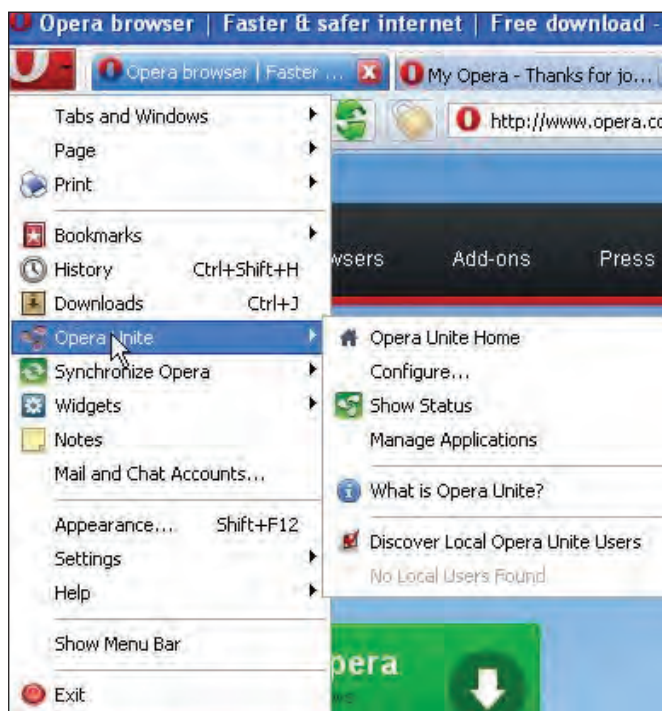 Opera browser | Faster & safer internet | Free download -
Opera browser | Faster ...
My Opera - Thanks for jo...
http://www.opera.co
Add-ons
Press
Tabs and Windows
Page
Print
Bookmarks
History Ctrl+Shift+H
Downloads Ctrl+J
Opera Unite
Synchronize Opera
Widgets
Notes
Mail and Chat Accounts...
Appearance... Shift+F12
Settings
Help
Show Menu Bar
Exit
Opera Unite Home
Configure...
Show Status
Manage Applications
What is Opera Unite?
Discover Local Opera Unite Users
No Local Users Found
pera